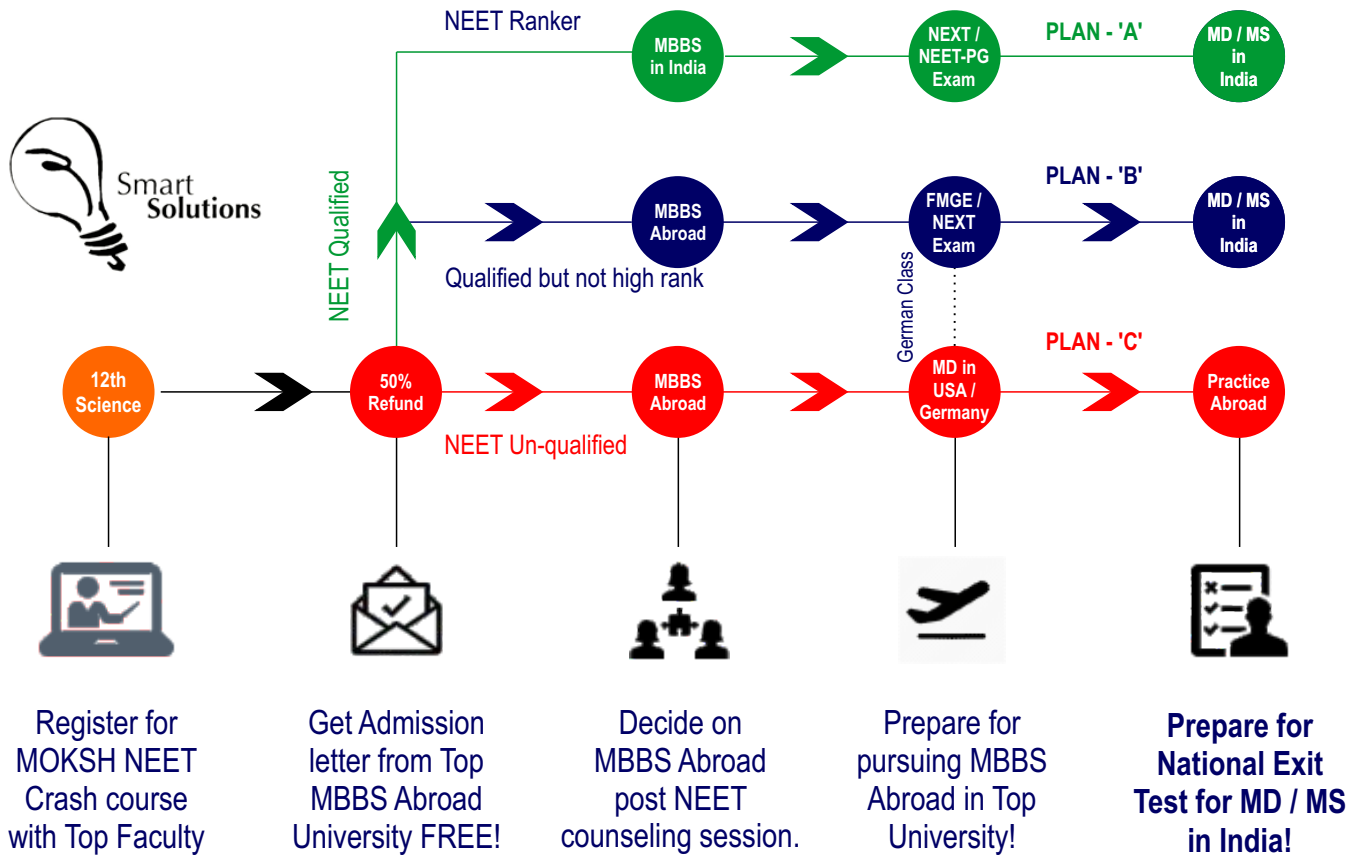 NEET Ranker
MBBS
in India
NEXT /
NEET-PG
Exam
PLAN - 'A'
MD / MS
in
India
Smart
Solutions
NEET Qualified
MBBS
Abroad
Qualified but not high rank
FMGE /
NEXT
Exam
PLAN - 'B'
MD / MS
in
India
German Class
12th
Science
50%
Refund
NEET Un-qualified
MBBS
Abroad
MD in
USA /
Germany
PLAN - 'C'
Practice
Abroad
Register for
MOKSH NEET
Crash course
with Top Faculty
Get Admission
letter from Top
MBBS Abroad
University FREE!
Decide on
MBBS Abroad
post NEET
counseling session.
Prepare for
pursuing MBBS
Abroad in Top
University!
Prepare for
National Exit
Test for MD / MS
in India!